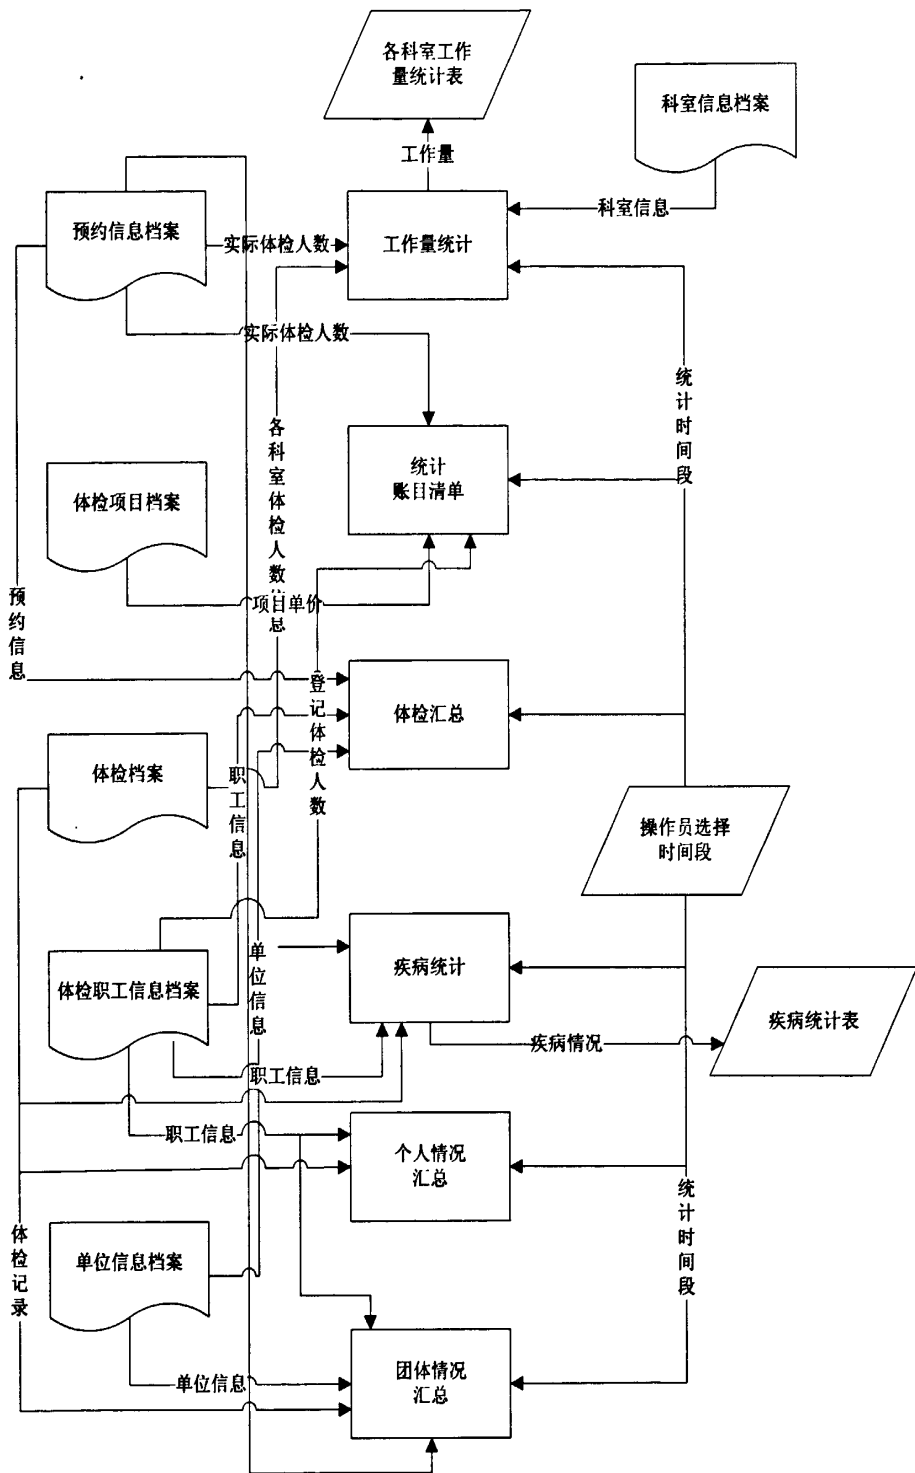 各科室工作
量统计表
科室信息档案
工作量
科室信息
预约信息档案
实际体检人数
工作量统计
实际体检人数
统计时间段
各科室体检人数信息
统计
账目清单
体检项目档案
项目单价
预约信息
登记体检人数
体检汇总
体检档案
职工信息
操作员选择
时间段
单位信息
疾病统计
体检职工信息档案
疾病统计表
疾病情况
职工信息
职工信息
个人情况
汇总
统计时间段
体检记录
单位信息档案
单位信息
团体情况
汇总